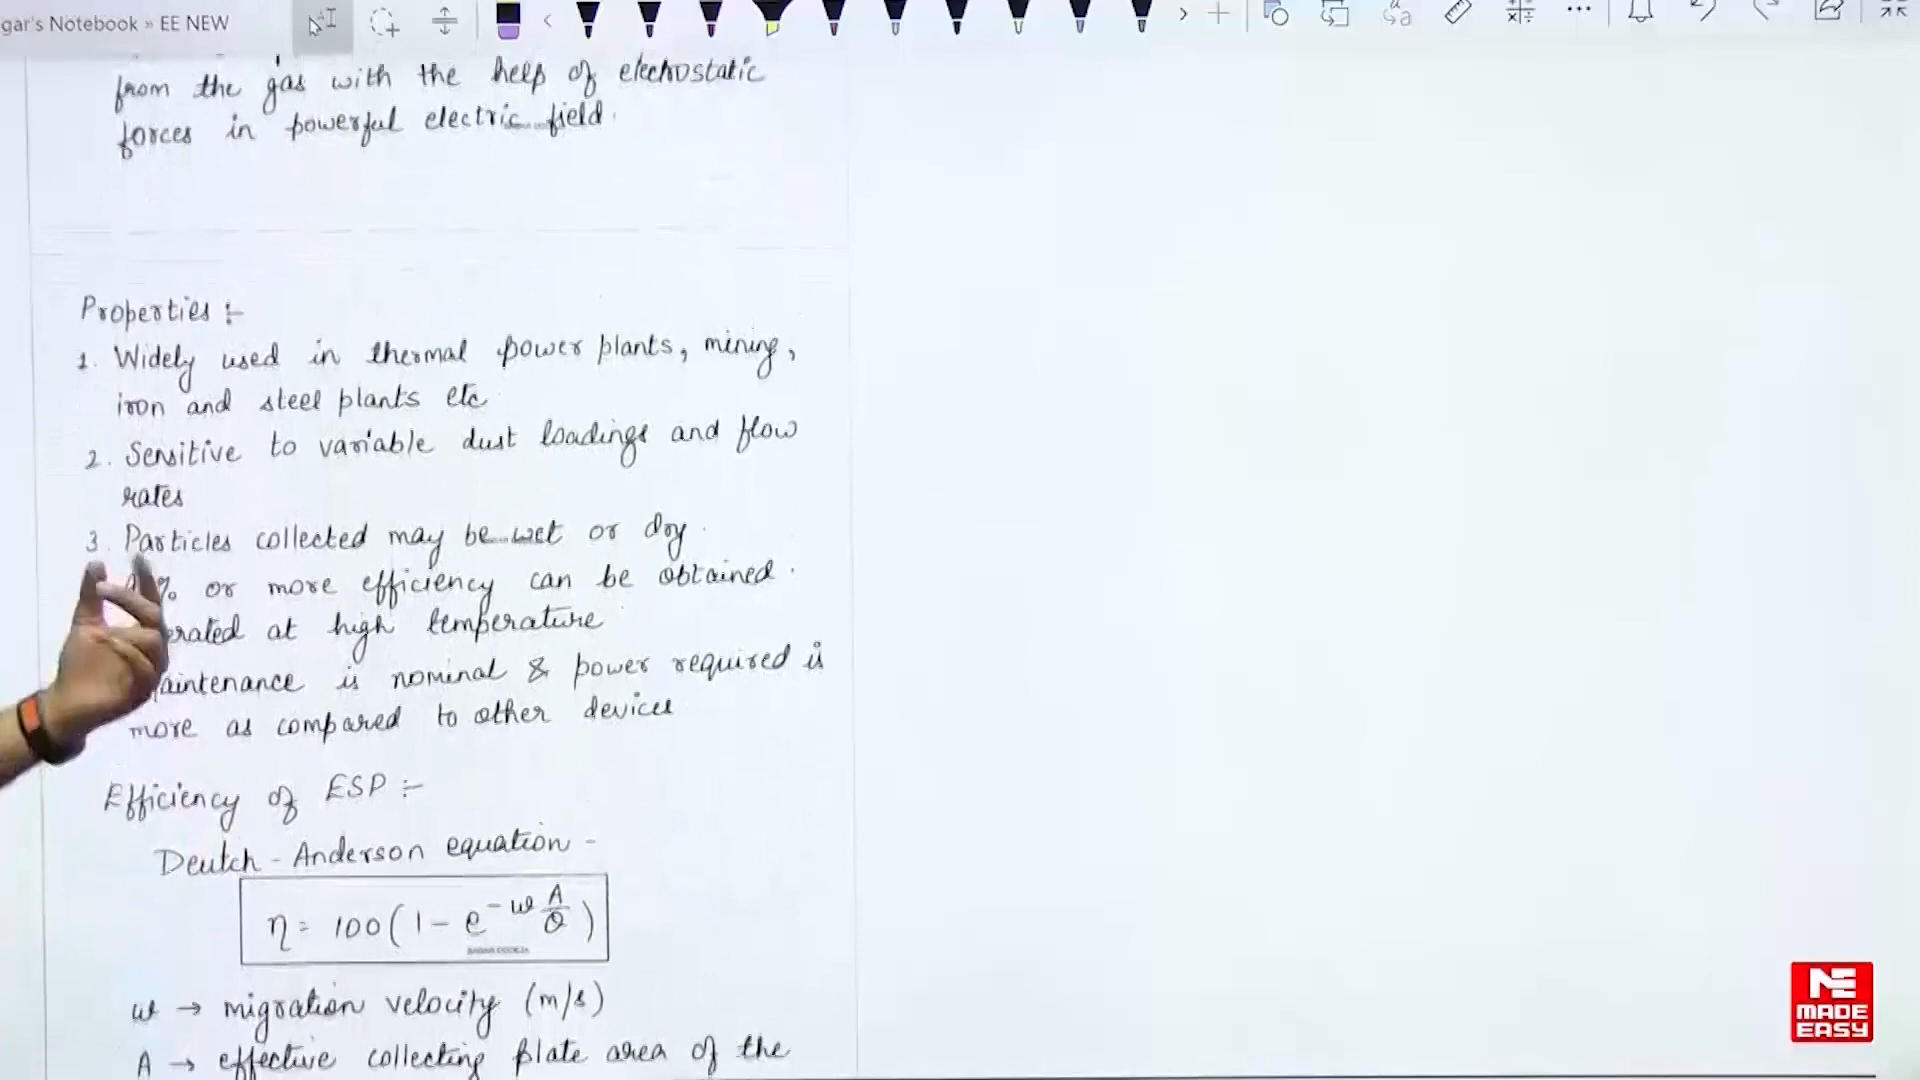 gar's Notebook » EE NEW
from the gas with the help of electrostatic
forces in powerful electric field.
Properties :-
1. Widely used in thermal power plants, mining,
iron and steel plants etc
2. Sensitive to variable dust loadings and flow
rates
3. Particles collected may be wet or dry.
% or more efficiency can be obtained.
erated at high temperature
aintenance is nominal & power required is
more as compared to other devices
Efficiency of ESP :-
Deutch - Anderson equation -
η = 100 ( 1 - e^{-w A/Q} )
w → migration velocity (m/s)
A → effective collecting plate area of the
ME
MADE
EASY